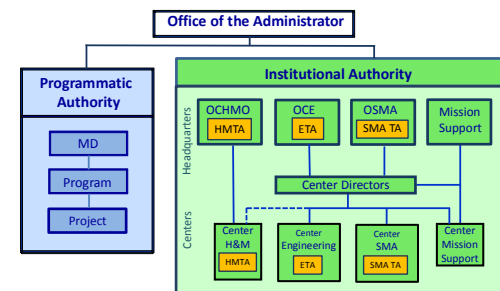 Office of the Administrator
Programmatic
Authority
MD
Program
Project
Institutional Authority
Headquarters
OCHMO
HMTA
OCE
ETA
OSMA
SMA TA
Mission
Support
Center Directors
Centers
Center
H&M
HMTA
Center
Engineering
ETA
Center
SMA
SMA TA
Center
Mission
Support